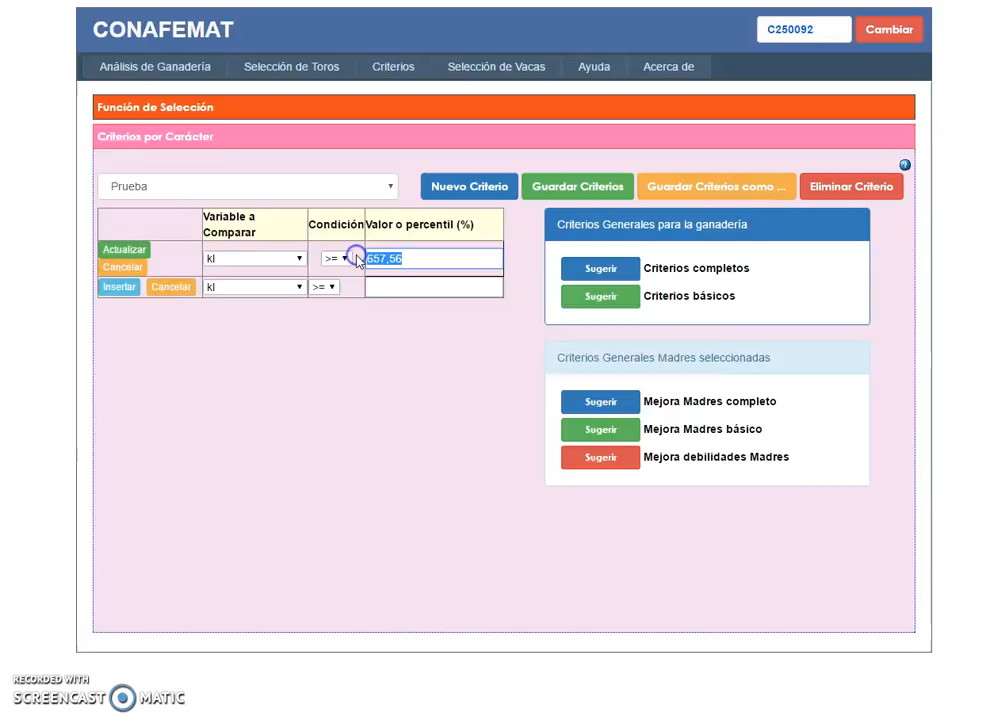 CONAFEMAT
C250092
Cambiar
Análisis de Ganadería
Selección de Toros
Criterios
Selección de Vacas
Ayuda
Acerca de
Función de Selección
Criterios por Carácter
?
Prueba
Nuevo Criterio
Guardar Criterios
Guardar Criterios como ...
Eliminar Criterio
Variable a
Comparar
Condición
Valor o percentil (%)
Actualizar
Cancelar
kl
>=
657,56
Insertar
Cancelar
kl
>=
Criterios Generales para la ganadería
Sugerir
Criterios completos
Sugerir
Criterios básicos
Criterios Generales Madres seleccionadas
Sugerir
Mejora Madres completo
Sugerir
Mejora Madres básico
Sugerir
Mejora debilidades Madres
RECORDED WITH
SCREENCAST MATIC